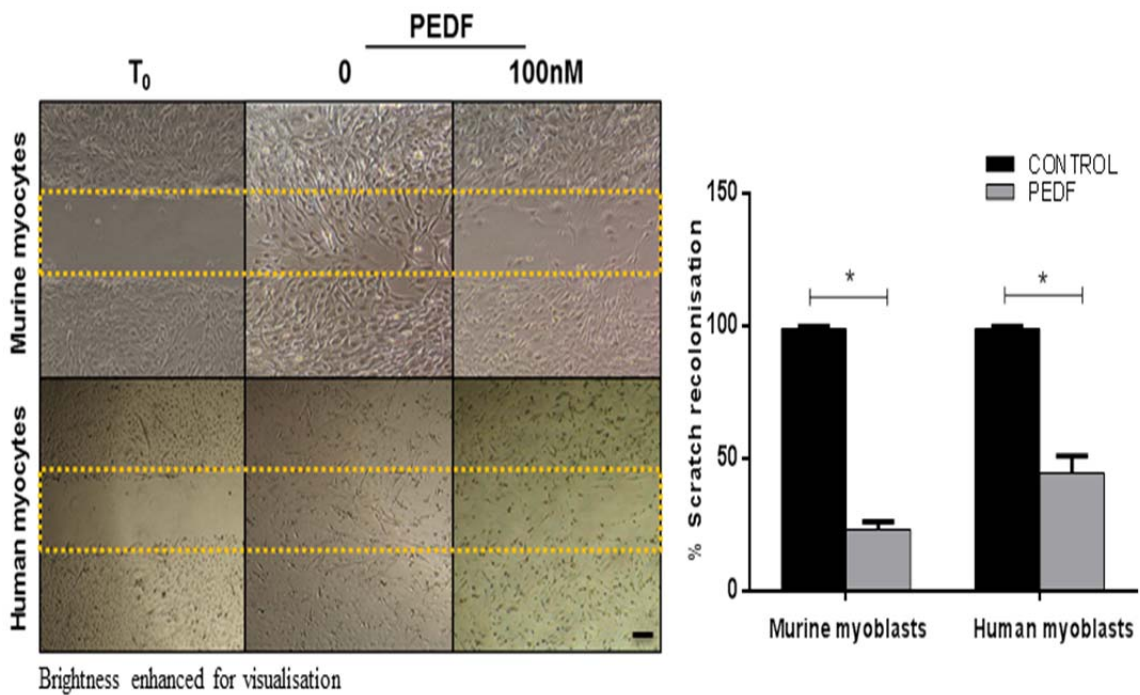 PEDF
T0 0 100nM
Murine myocytes
Human myocytes
Brightness enhanced for visualisation
CONTROL
PEDF
% Scratch recolonisation
150
100
50
0
*
*
Murine myoblasts Human myoblasts